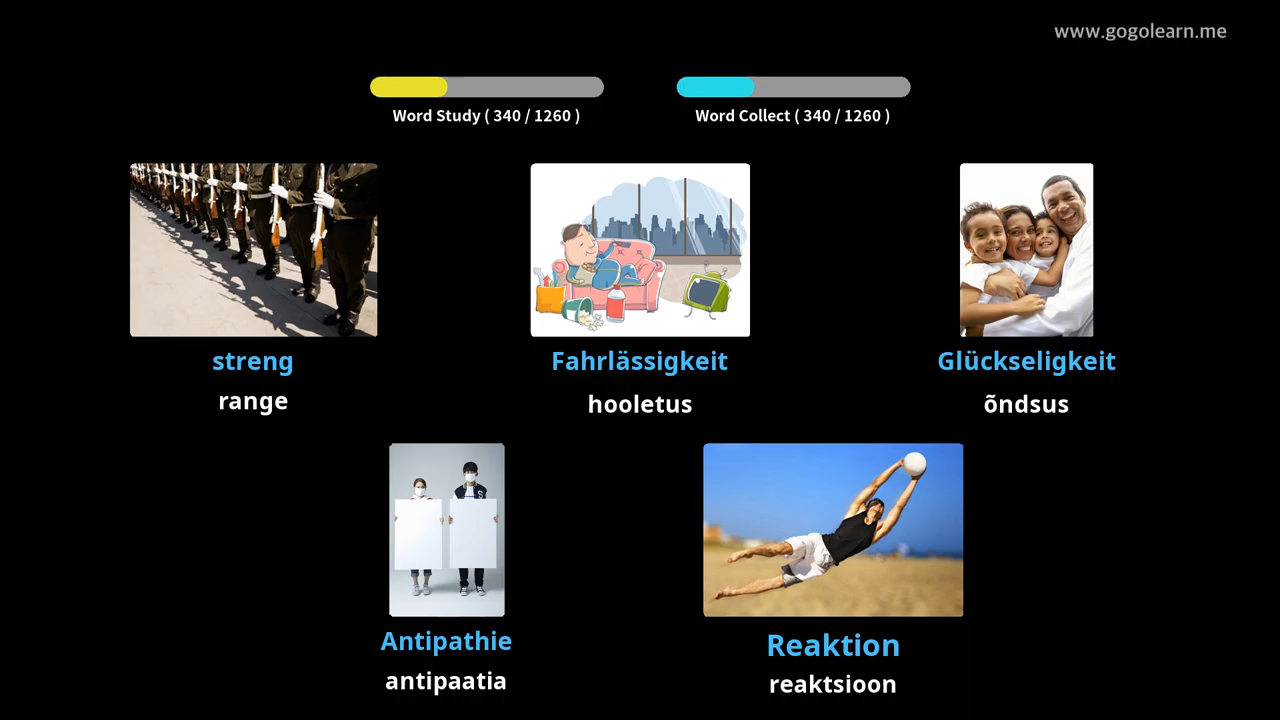 www.gogolearn.me
Word Study ( 340 / 1260 )
Word Collect ( 340 / 1260 )
streng
range
Fahrlässigkeit
hooletus
Glückseligkeit
õndsus
Antipathie
antipaatia
Reaktion
reaktsioon